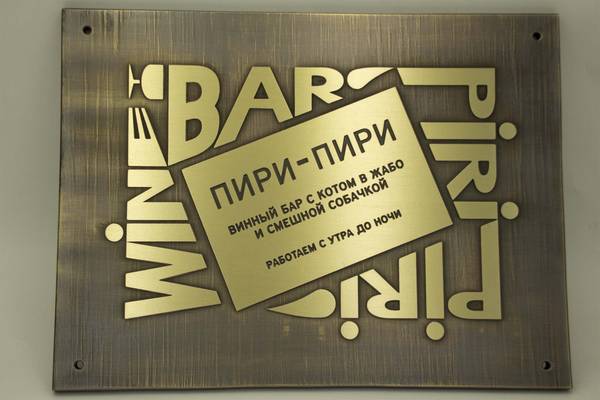 WINE
BAR
PIRI
PIRI
ПИРИ-ПИРИ
ВИННЫЙ БАР С КОТОМ В ЖАБО
И СМЕШНОЙ СОБАЧКОЙ
РАБОТАЕМ С УТРА ДО НОЧИ